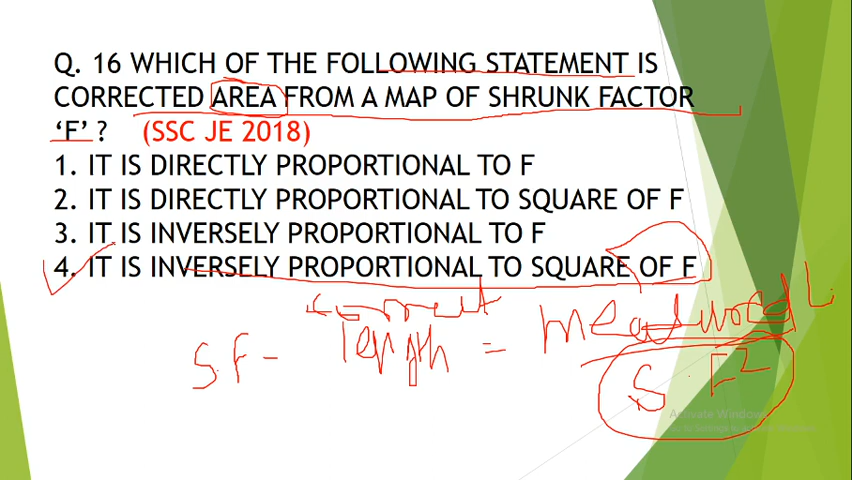 Q. 16 WHICH OF THE FOLLOWING STATEMENT IS
CORRECTED AREA FROM A MAP OF SHRUNK FACTOR
‘F’ ? (SSC JE 2018)
1. IT IS DIRECTLY PROPORTIONAL TO F
2. IT IS DIRECTLY PROPORTIONAL TO SQUARE OF F
3. IT IS INVERSELY PROPORTIONAL TO F
4. IT IS INVERSELY PROPORTIONAL TO SQUARE OF F
correct
S.F - length = measured L
S.F2
Activate Windows